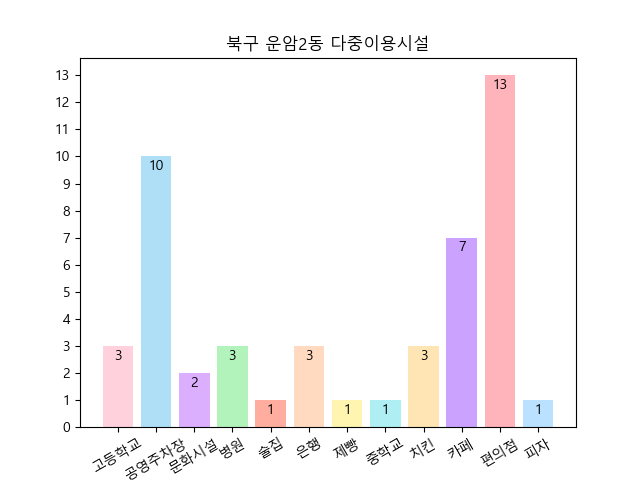 북구 운암2동 다중이용시설
13
12
11
10
9
8
7
6
5
4
3
2
1
0
3
10
2
3
1
3
1
1
3
7
13
1
고등학교
공영주차장
문화시설
병원
술집
은행
제빵
중학교
치킨
카페
편의점
피자